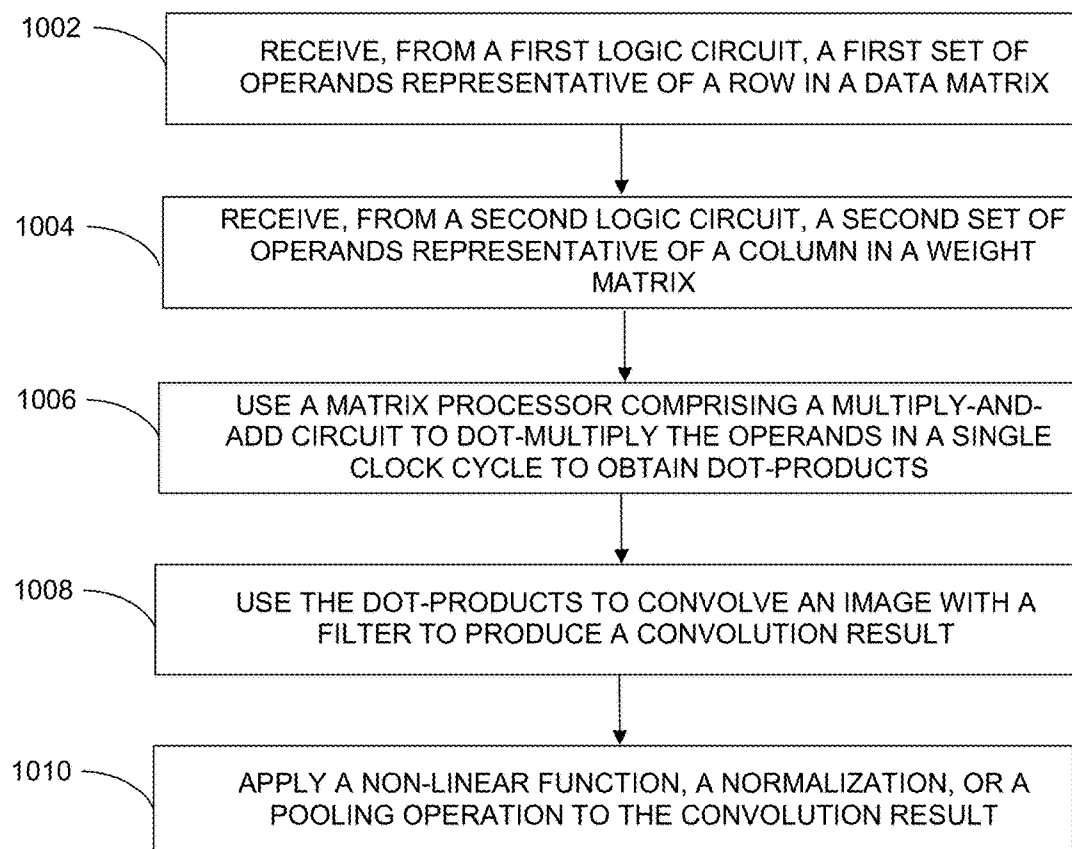 1002
RECEIVE, FROM A FIRST LOGIC CIRCUIT, A FIRST SET OF
OPERANDS REPRESENTATIVE OF A ROW IN A DATA MATRIX
1004
RECEIVE, FROM A SECOND LOGIC CIRCUIT, A SECOND SET OF
OPERANDS REPRESENTATIVE OF A COLUMN IN A WEIGHT
MATRIX
1006
USE A MATRIX PROCESSOR COMPRISING A MULTIPLY-AND-
ADD CIRCUIT TO DOT-MULTIPLY THE OPERANDS IN A SINGLE
CLOCK CYCLE TO OBTAIN DOT-PRODUCTS
1008
USE THE DOT-PRODUCTS TO CONVOLVE AN IMAGE WITH A
FILTER TO PRODUCE A CONVOLUTION RESULT
1010
APPLY A NON-LINEAR FUNCTION, A NORMALIZATION, OR A
POOLING OPERATION TO THE CONVOLUTION RESULT